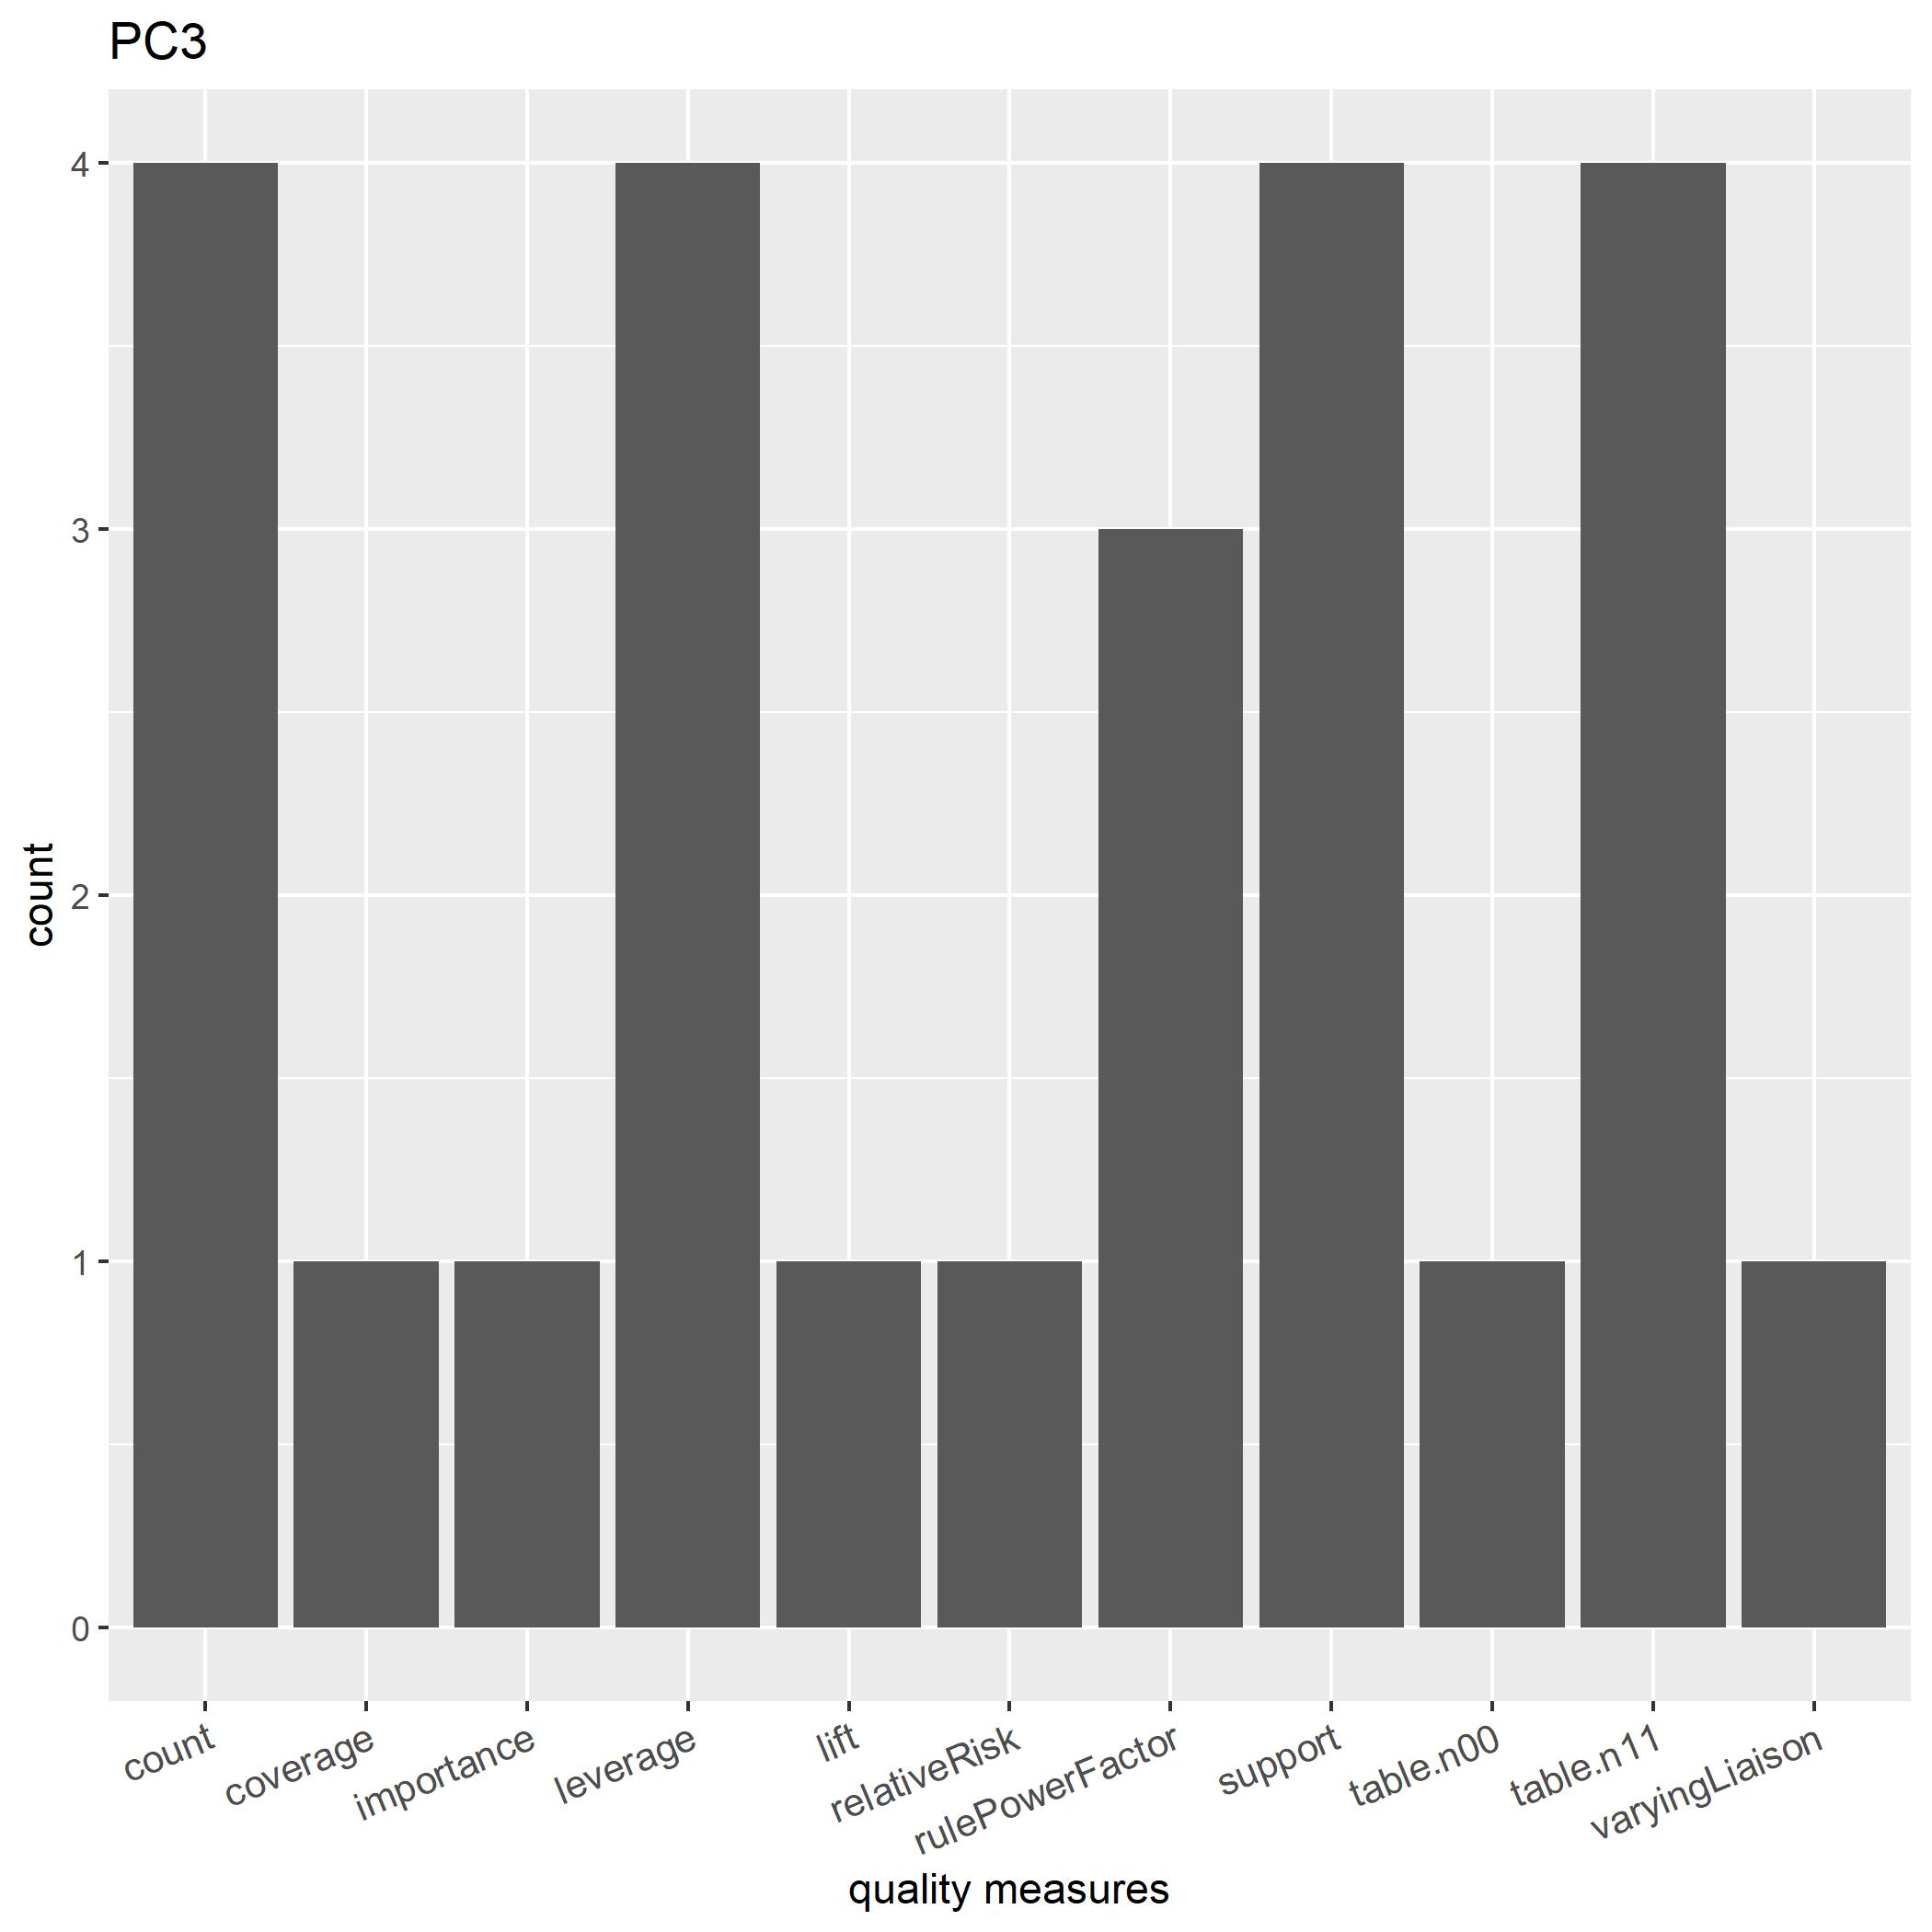 PC3
4
3
2
1
0
count
count
coverage
importance
leverage
lift
relativeRisk
rulePowerFactor
support
table.n00
table.n11
varyingLiaison
quality measures